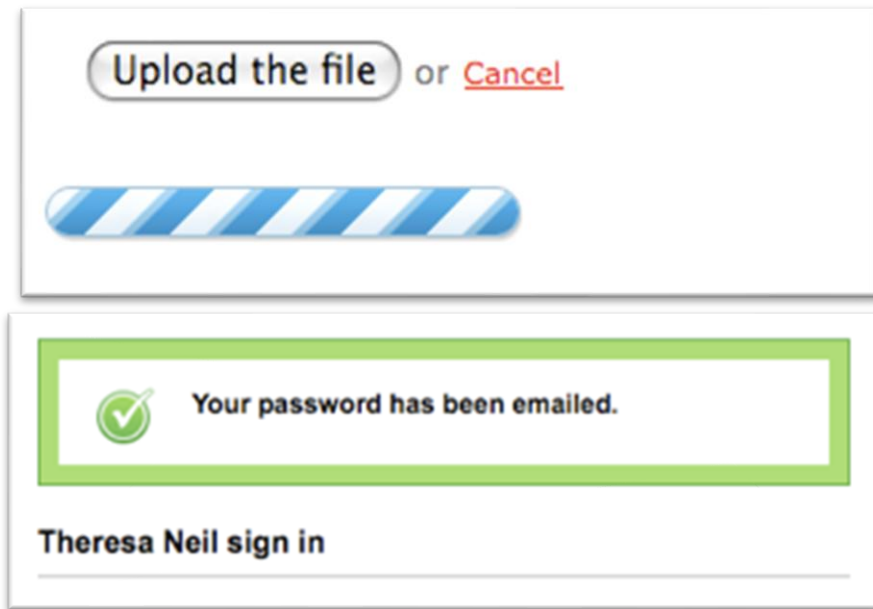 Upload the file or Cancel
Your password has been emailed.
Theresa Neil sign in